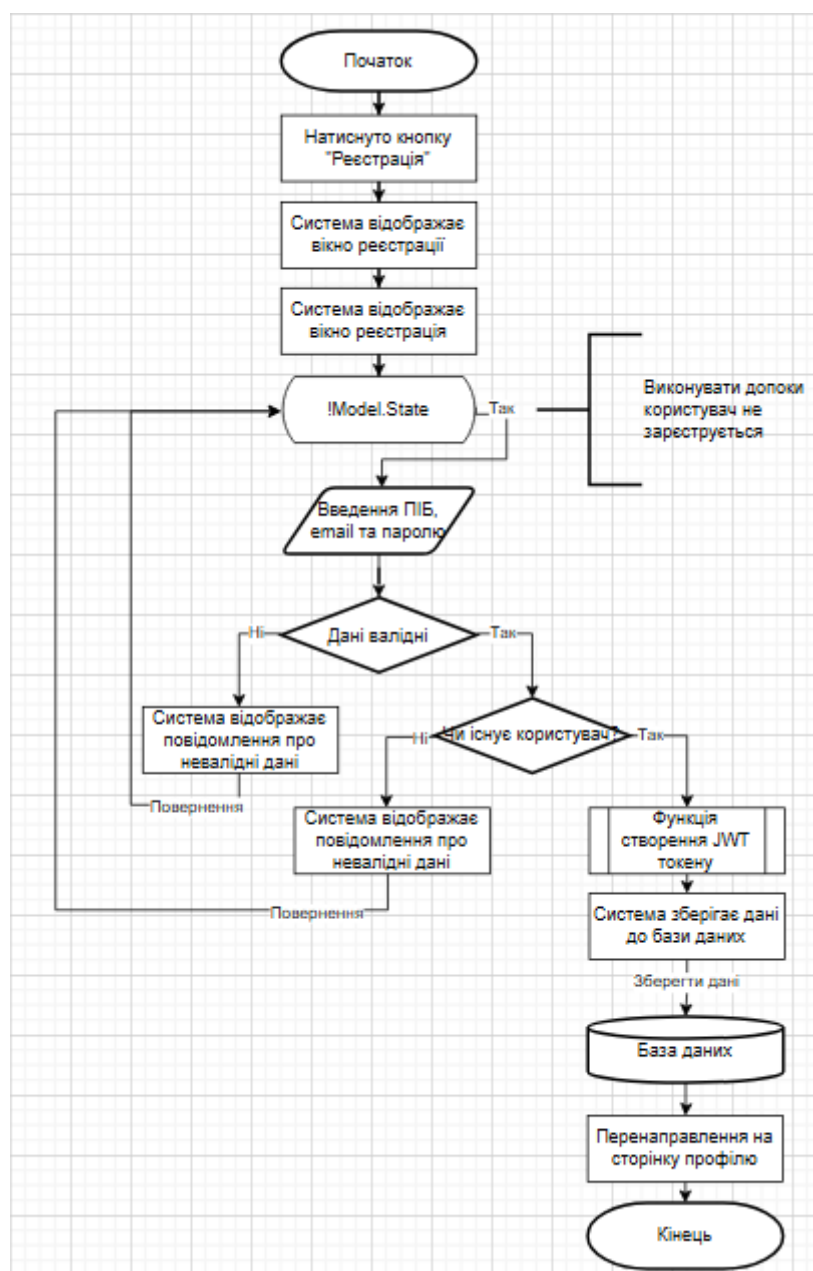 Початок
Натиснуто кнопку
"Реєстрація"
Система відображає
вікно реєстрації
Система відображає
вікно реєстрація
!Model.State
Так
Виконувати допоки
користувач не
зареєструється
Введення ПІБ,
email та паролю
Дані валідні
Ні
Так
Система відображає
повідомлення про
невалідні дані
Повернення
Чи існує користувач?
Ні
Так
Система відображає
повідомлення про
невалідні дані
Повернення
Функція
створення JWT
токену
Система зберігає дані
до бази даних
Зберегти дані
База даних
Перенаправлення на
сторінку профілю
Кінець